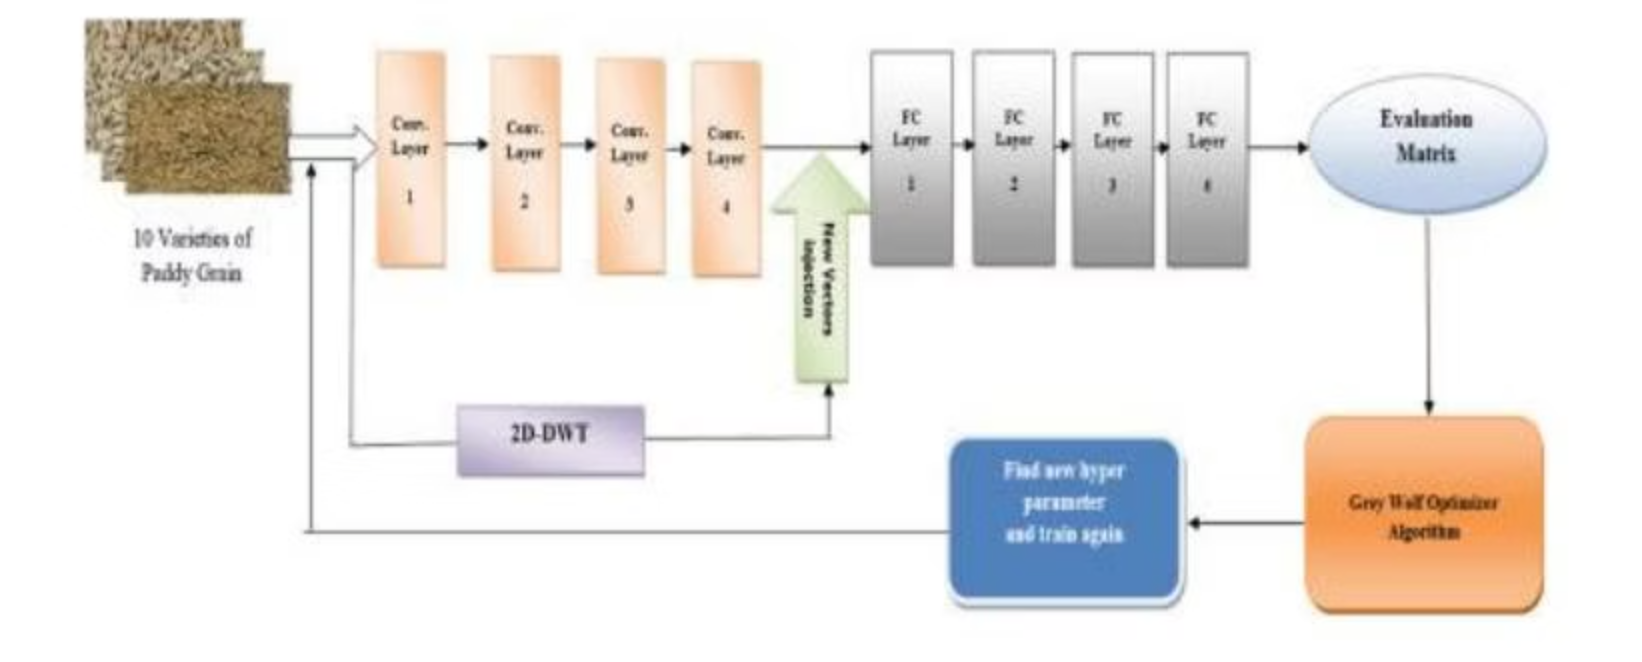 10 Varieties of
Paddy Grain
Conv.
Layer
1
Conv.
Layer
2
Conv.
Layer
3
Conv.
Layer
4
New Vectors
injection
FC
Layer
1
FC
Layer
2
FC
Layer
3
FC
Layer
4
Evaluation
Matrix
2D-DWT
Find new hyper
parameter
and train again
Grey Wolf Optimizer
Algorithm